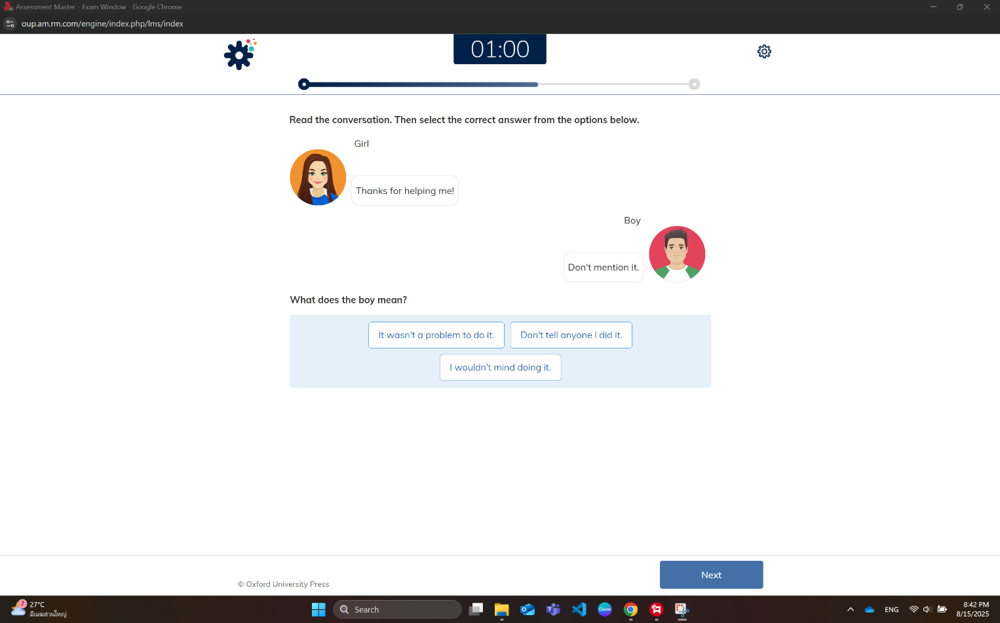 Assessment Master - Exam Window - Google Chrome
oup.am.rm.com/engine/index.php/lms/index
01:00
Read the conversation. Then select the correct answer from the options below.
Girl
Thanks for helping me!
Boy
Don't mention it.
What does the boy mean?
It wasn't a problem to do it.
Don't tell anyone I did it.
I wouldn't mind doing it.
Next
© Oxford University Press
7
27°C
มีเมฆส่วนใหญ่
Search
Canva
ENG
8:42 PM
8/15/2025